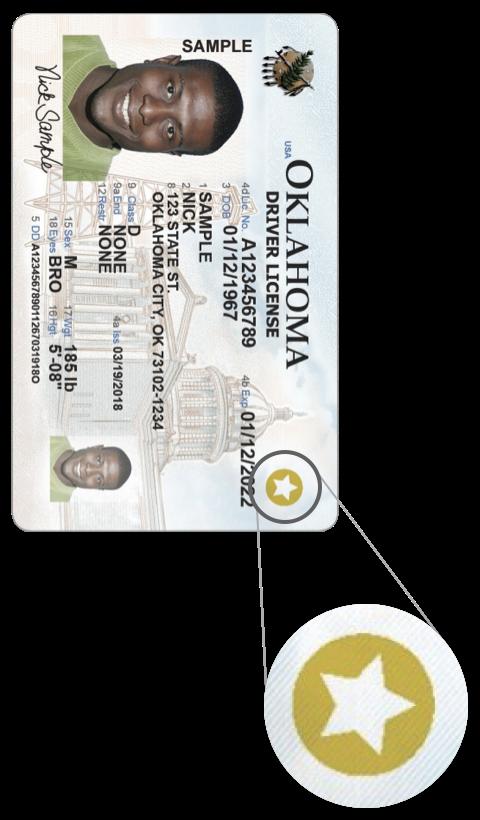 SAMPLE
USA OKLAHOMA
DRIVER LICENSE
4d Lic. No. A123456789 4b Exp 01/12/2022
3 DOB 01/12/1967
1 SAMPLE
2 NICK
8 123 STATE ST
OKLAHOMA CITY, OK 73102-1234
9 Class D 4a Iss 03/19/2018
9a End NONE
12 Restr NONE
15 Sex M 17 Wgt 185 lb
18 Eyes BRO 16 Hgt 5'-08"
5 DD A12345678901126703191​8O
Nick Sample